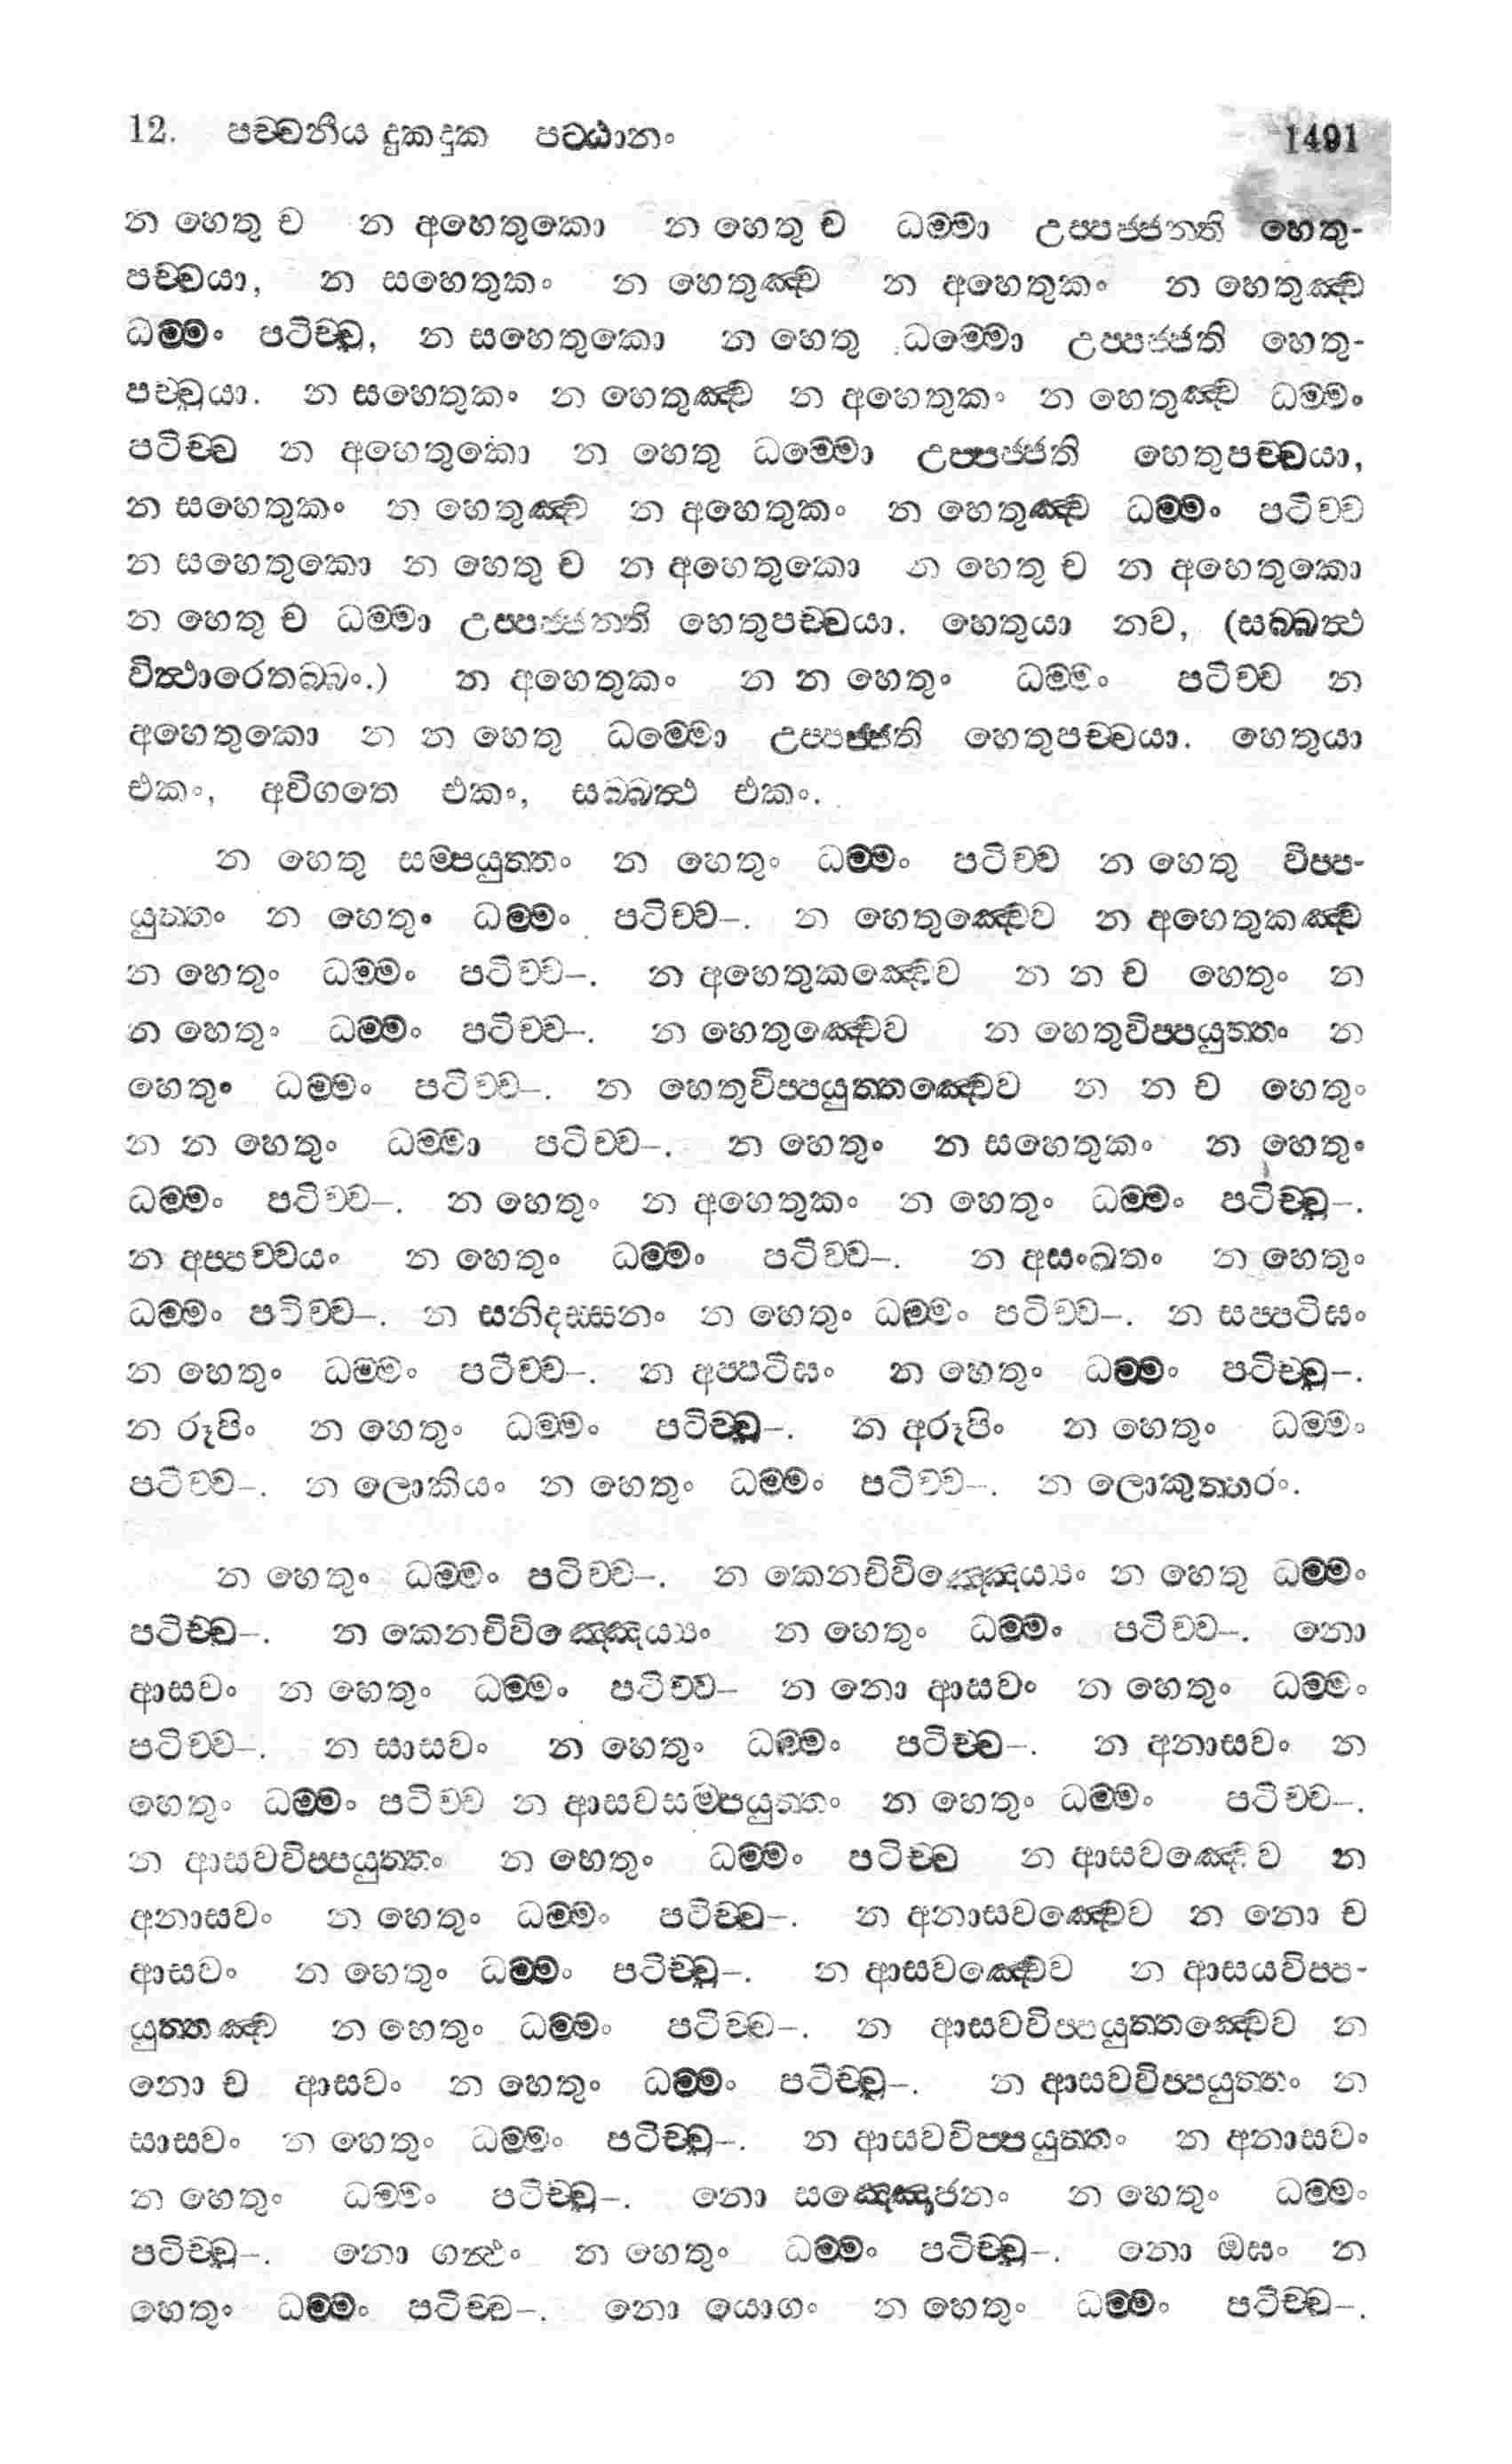 12. පච්චනීය දුකදුක පට්ඨානං 1491
න හෙතු ච න අහෙතුකො න හෙතු ච ධම්මා උප්පජ්ජන්ති හෙතු-
පච්චයා, න සහෙතුකං න හෙතුඤ්ච න අහෙතුකං න හෙතුඤ්ච
ධම්මං පටිච්ච, න සහෙතුකො න හෙතු ධම්මො උප්පජ්ජති හෙතු-
පච්චයා. න සහෙතුකං න හෙතුඤ්ච න අහෙතුකං න හෙතුඤ්ච ධම්මං
පටිච්ච න අහෙතුකො න හෙතු ධම්මො උප්පජ්ජති හෙතුපච්චයා,
න සහෙතුකං න හෙතුඤ්ච න අහෙතුකං න හෙතුඤ්ච ධම්මං පටිච්ච
න සහෙතුකො න හෙතු ච න අහෙතුකො න හෙතු ච න අහෙතුකො
න හෙතු ච ධම්මා උප්පජ්ජන්ති හෙතුපච්චයා. හෙතුයා නව, (සබ්බත්ථ
විත්ථාරෙතබ්බං.) න අහෙතුකං න න හෙතුං ධම්මං පටිච්ච න
අහෙතුකො න න හෙතු ධම්මො උප්පජ්ජති හෙතුපච්චයා. හෙතුයා
එකං, අවිගතෙ එකං, සබ්බත්ථ එකං.
න හෙතු සම්පයුත්තං න හෙතුං ධම්මං පටිච්ච න හෙතු විප්ප-
යුත්තං න හෙතුං ධම්මං පටිච්ච–. න හෙතුඤ්චෙව න අහෙතුකඤ්ච
න හෙතුං ධම්මං පටිච්ච–. න අහෙතුකඤ්චෙව න න ච හෙතුං න
න හෙතුං ධම්මං පටිච්ච–. න හෙතුඤ්චෙව න හෙතුවිප්පයුත්තං න
හෙතුං ධම්මං පටිච්ච–. න හෙතුවිප්පයුත්තඤ්චෙව න න ච හෙතුං
න න හෙතුං ධම්මා පටිච්ච–. න හෙතුං න සහෙතුකං න හෙතුං
ධම්මං පටිච්ච–. න හෙතුං න අහෙතුකං න හෙතුං ධම්මං පටිච්ච–.
න අප්පච්චයං න හෙතුං ධම්මං පටිච්ච–. න අසංඛතං න හෙතුං
ධම්මං පටිච්ච–. න සනිදස්සනං න හෙතුං ධම්මං පටිච්ච–. න සප්පටිඝං
න හෙතුං ධම්මං පටිච්ච–. න අප්පටිඝං න හෙතුං ධම්මං පටිච්ච–.
න රූපිං න හෙතුං ධම්මං පටිච්ච–. න අරූපිං න හෙතුං ධම්මං
පටිච්ච–. න ලොකියං න හෙතුං ධම්මං පටිච්ච–. න ලොකුත්තරං.
න හෙතුං ධම්මං පටිච්ච–. න කෙනචිවිඤ්ඤෙය්‍යං න හෙතු ධම්මං
පටිච්ච–. න කෙනචිවිඤ්ඤෙය්‍යං න හෙතුං ධම්මං පටිච්ච–. නො
ආසවං න හෙතුං ධම්මං පටිච්ච– න නො ආසවං න හෙතුං ධම්මං
පටිච්ච–. න සාසවං න හෙතුං ධම්මං පටිච්ච–. න අනාසවං න
හෙතුං ධම්මං පටිච්ච න ආසවසම්පයුත්තං න හෙතුං ධම්මං පටිච්ච–.
න ආසවවිප්පයුත්තං න හෙතුං ධම්මං පටිච්ච න ආසවඤ්චෙව න
අනාසවං න හෙතුං ධම්මං පටිච්ච–. න අනාසවඤ්චෙව න නො ච
ආසවං න හෙතුං ධම්මං පටිච්ච–. න ආසවඤ්චෙව න ආසයවිප්ප-
යුත්තඤ්ච න හෙතුං ධම්මං පටිච්ච–. න ආසවවිප්පයුත්තඤ්චෙව න
නො ච ආසවං න හෙතුං ධම්මං පටිච්ච–. න ආසවවිප්පයුත්තං න
සාසවං න හෙතුං ධම්මං පටිච්ච–. න ආසවවිප්පයුත්තං න අනාසවං
න හෙතුං ධම්මං පටිච්ච–. නො සඤ්ඤොජනං න හෙතුං ධම්මං
පටිච්ච–. නො ගන්ථං න හෙතුං ධම්මං පටිච්ච–. නො ඔඝං න
හෙතුං ධම්මං පටිච්ච–. නො යොගං න හෙතුං ධම්මං පටිච්ච–.